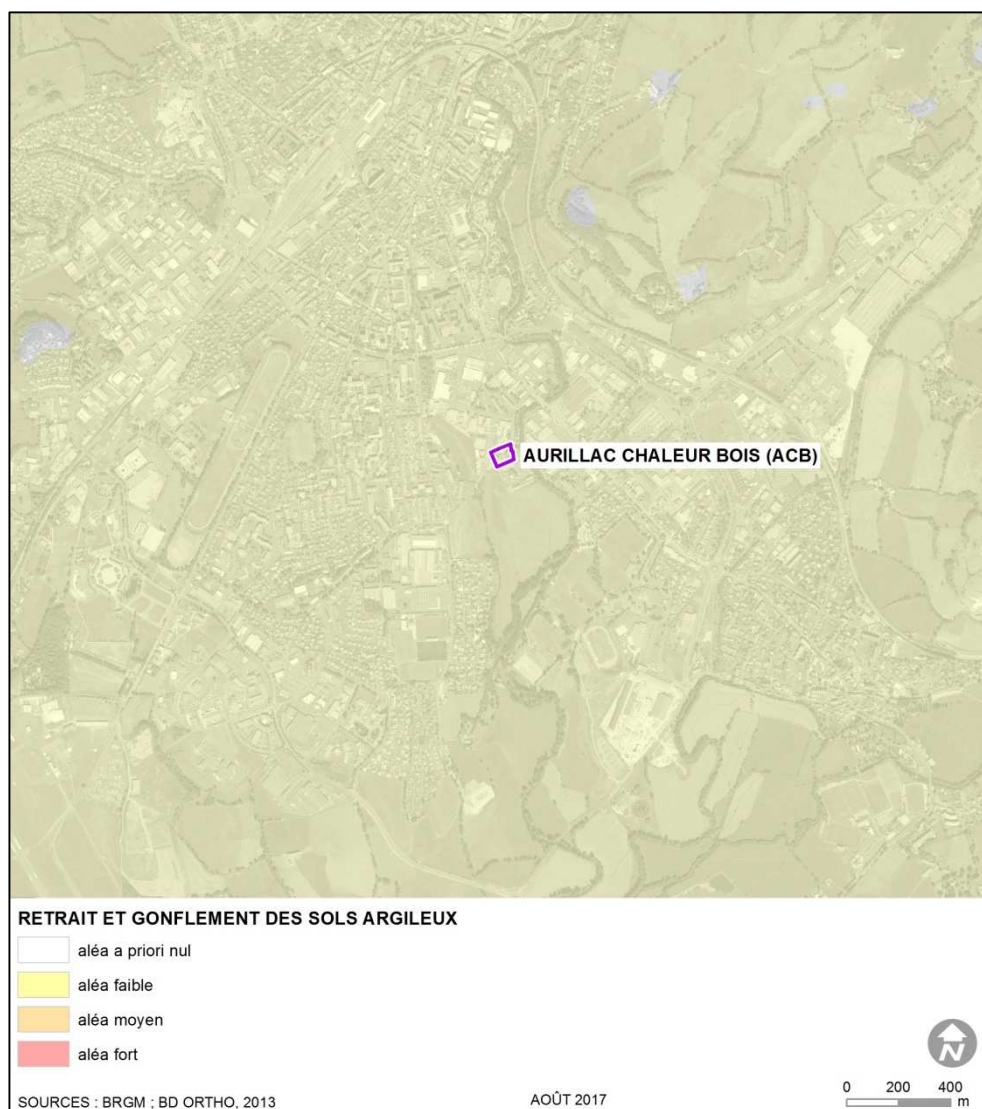 AURILLAC CHALEUR BOIS (ACB)
RETRAIT ET GONFLEMENT DES SOLS ARGILEUX
aléa a priori nul
aléa faible
aléa moyen
aléa fort
N
SOURCES : BRGM ; BD ORTHO, 2013
AOÛT 2017
0 200 400
m